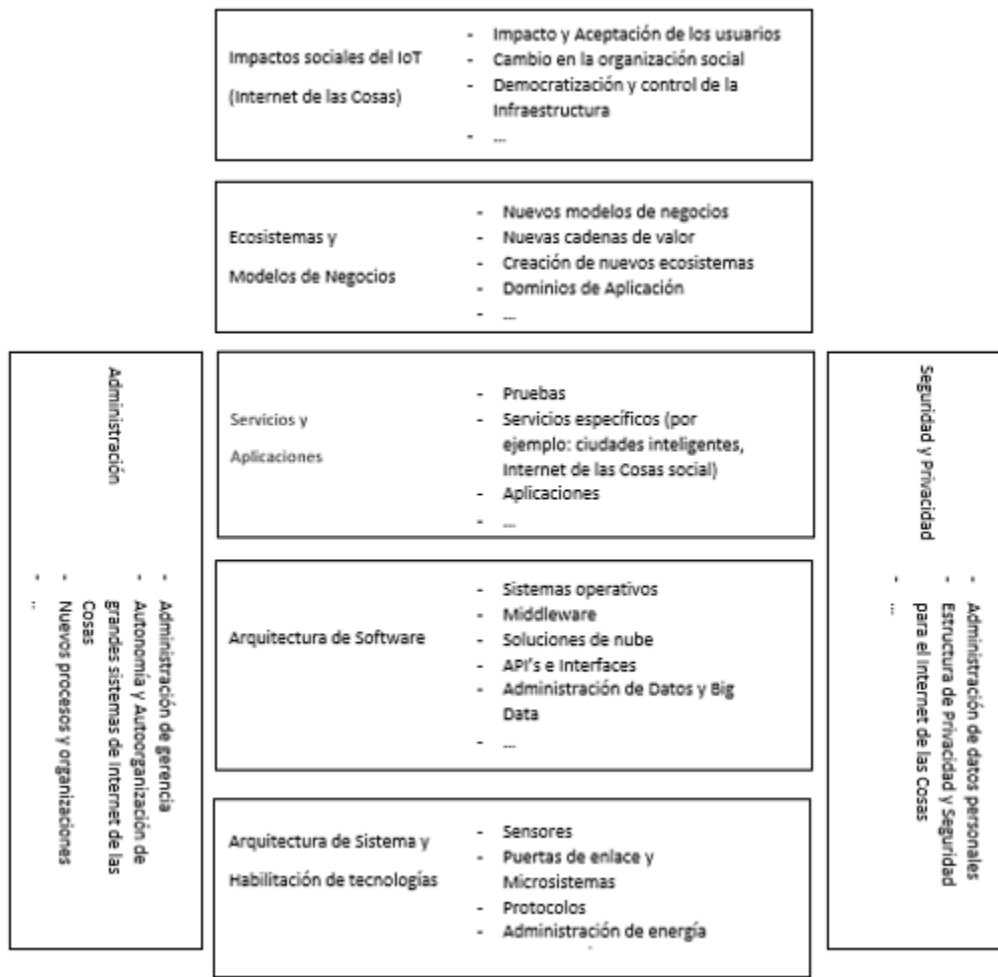 Impactos sociales del IoT
(Internet de las Cosas)
- Impacto y Aceptación de los usuarios
- Cambio en la organización social
- Democratización y control de la
Infraestructura
- ...
Ecosistemas y
Modelos de Negocios
- Nuevos modelos de negocios
- Nuevas cadenas de valor
- Creación de nuevos ecosistemas
- Dominios de Aplicación
- ...
Administración
- Administración de gerencia
- Autonomía y Autoorganización de
grandes sistemas de Internet de las
Cosas
- Nuevos procesos y organizaciones
- ...
Servicios y
Aplicaciones
- Pruebas
- Servicios específicos (por
ejemplo: ciudades inteligentes,
Internet de las Cosas social)
- Aplicaciones
- ...
Arquitectura de Software
- Sistemas operativos
- Middleware
- Soluciones de nube
- API's e Interfaces
- Administración de Datos y Big
Data
- ...
Arquitectura de Sistema y
Habilitación de tecnologías
- Sensores
- Puertas de enlace y
Microsistemas
- Protocolos
- Administración de energía
Seguridad y Privacidad
- Administración de datos personales
- Estructura de Privacidad y Seguridad
para el Internet de las Cosas
- ...